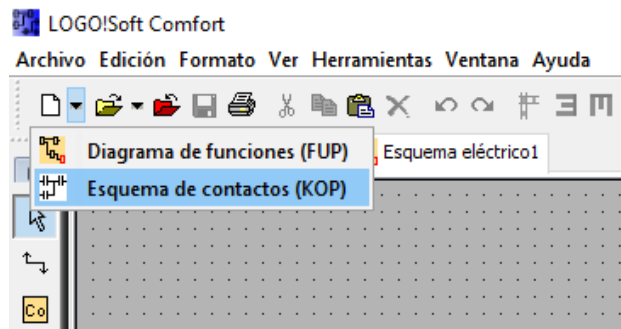 LOGO!Soft Comfort
Archivo Edición Formato Ver Herramientas Ventana Ayuda
Diagrama de funciones (FUP)
Esquema eléctrico1
Esquema de contactos (KOP)
Co